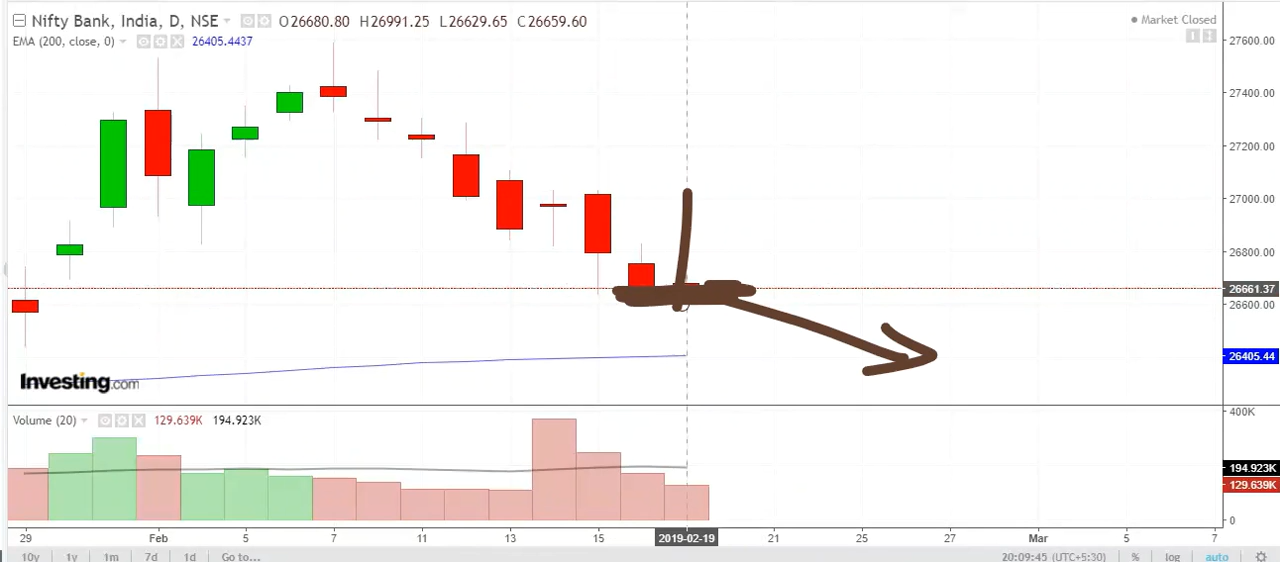 Nifty Bank, India, D, NSE O26680.80 H26991.25 L26629.65 C26659.60
Market Closed
EMA (200, close, 0) 26405.4437
27600.00
27400.00
27200.00
27000.00
26800.00
26661.37
26600.00
26405.44
Investing.com
Volume (20) 129.639K 194.923K
400K
194.923K
129.639K
0
29 Feb 5 7 11 13 15 2019-02-19 21 25 27 Mar 5 7
10y 1y 1m 7d 1d Go to... 20:09:45 (UTC+5:30) % log auto